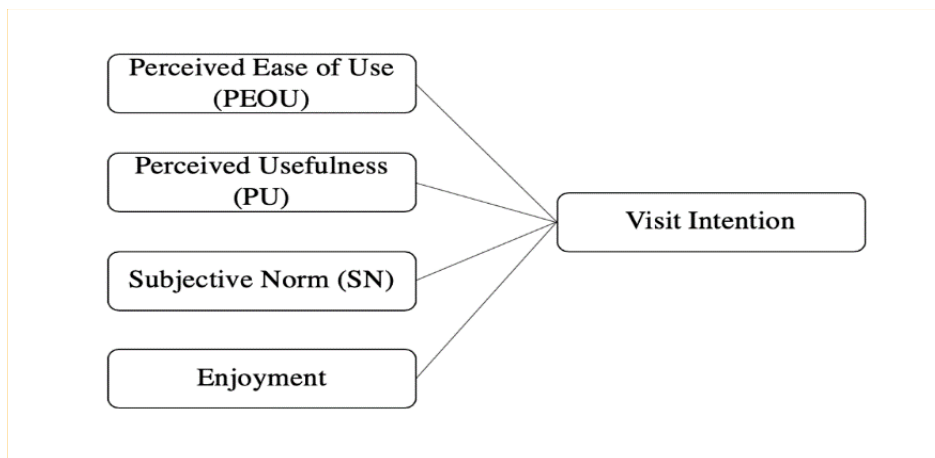 Perceived Ease of Use
(PEOU)
Perceived Usefulness
(PU)
Subjective Norm (SN)
Enjoyment
Visit Intention